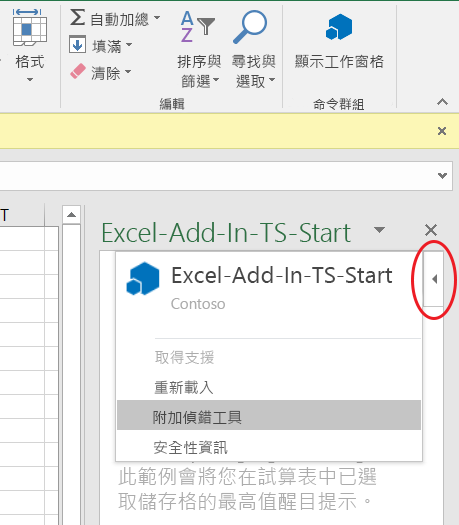 格式
Σ 自動加總
填滿
清除
A
Z
排序與
篩選
尋找與
選取
編輯
顯示工作窗格
命令群組
T
Excel-Add-In-TS-Start
Excel-Add-In-TS-Start
Contoso
取得支援
重新載入
附加偵錯工具
安全性資訊
此範例會將您在試算表中已選
取儲存格的最高值醒目提示。